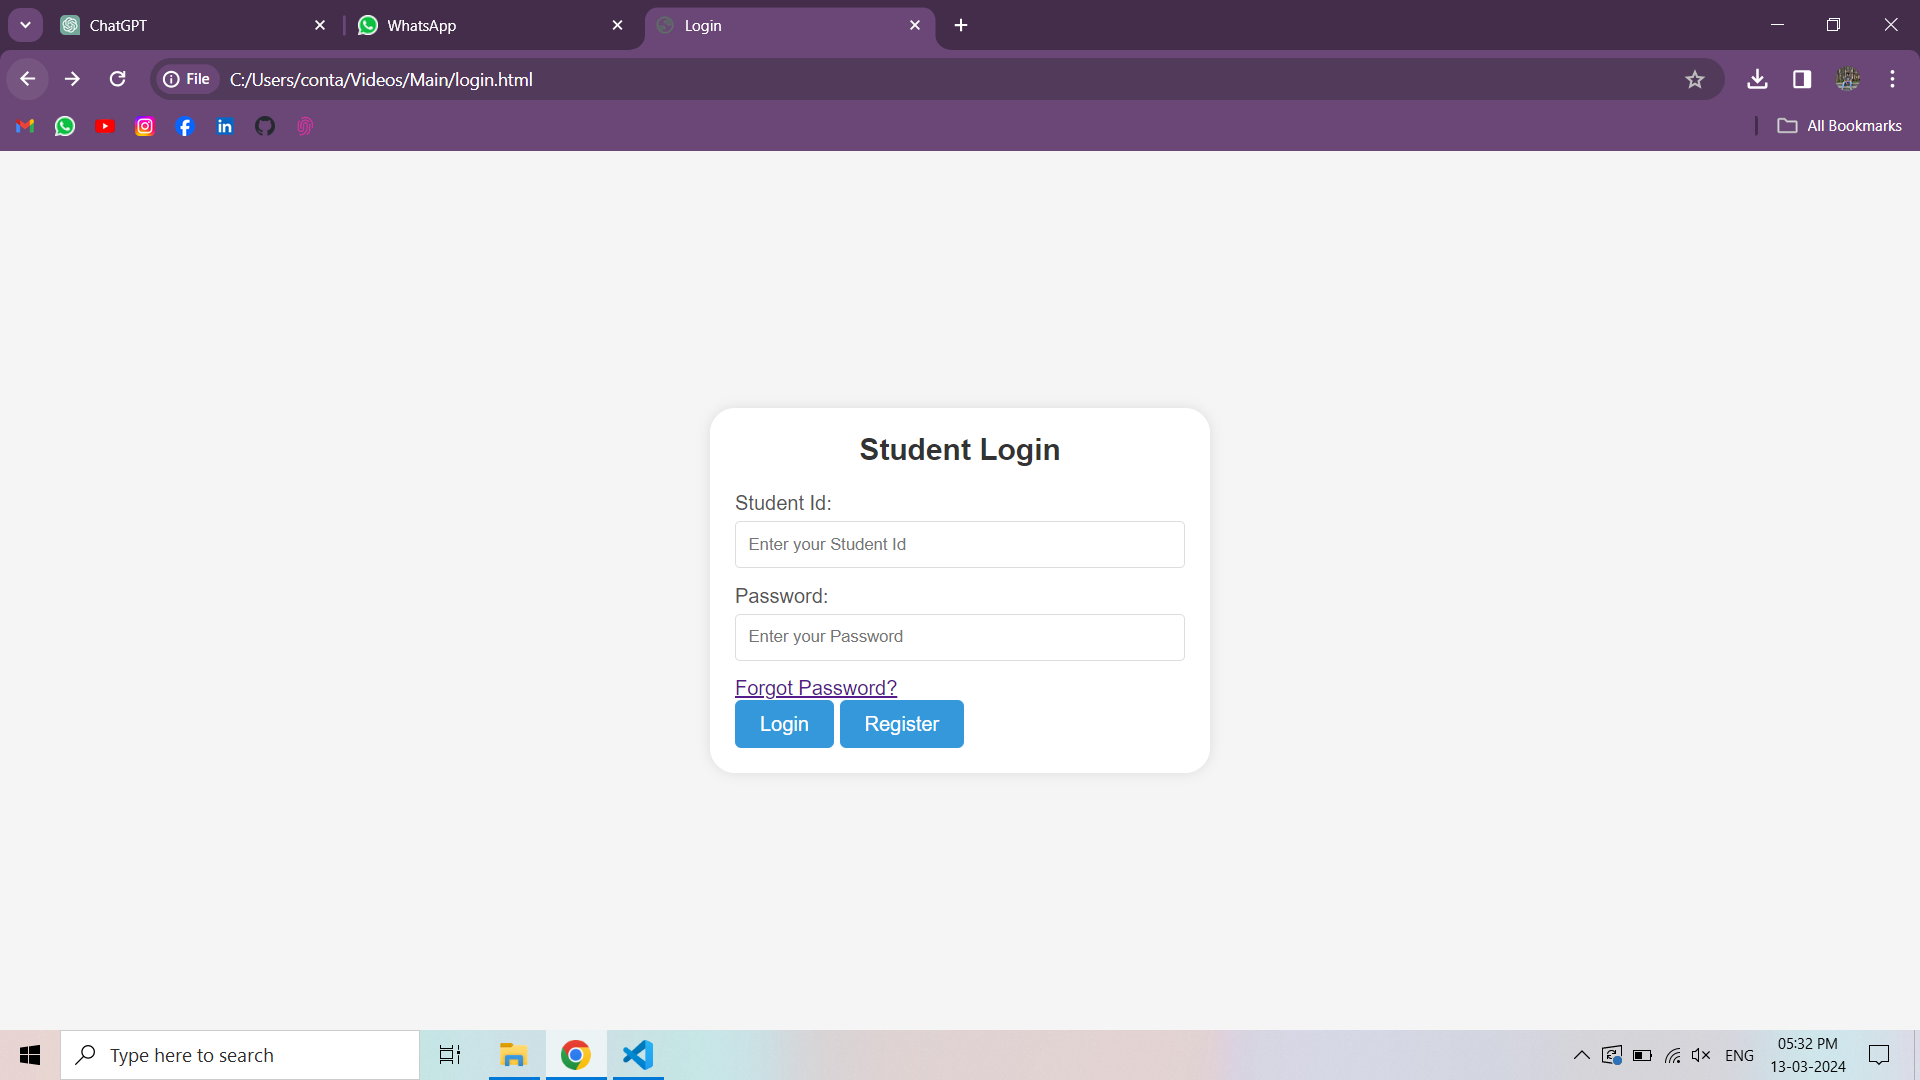 ChatGPT
WhatsApp
Login
File
C:/Users/conta/Videos/Main/login.html
All Bookmarks
Student Login
Student Id:
Enter your Student Id
Password:
Enter your Password
Forgot Password?
Login Register
Type here to search
ENG
05:32 PM
13-03-2024